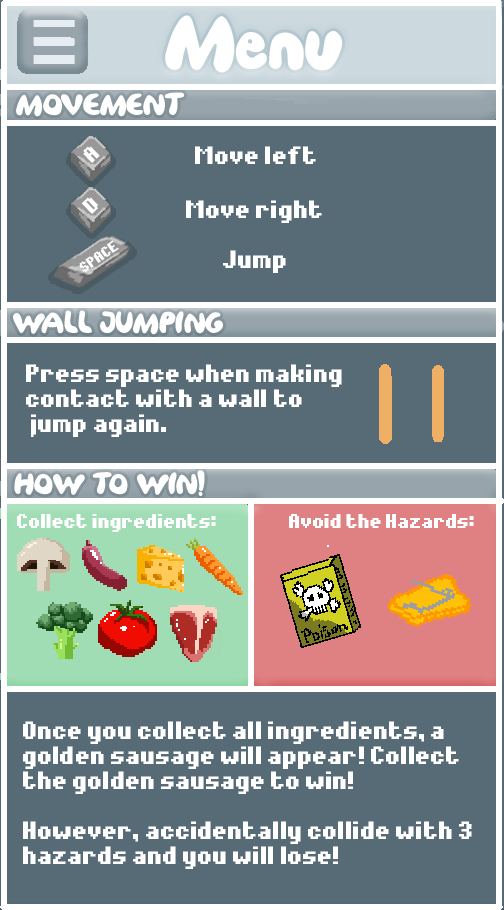 Menu
MOVEMENT
A
Move left
D
Move right
SPACE
Jump
WALL JUMPING
Press space when making
contact with a wall to
jump again.
HOW TO WIN!
Collect ingredients:
Avoid the Hazards:
Poison
Once you collect all ingredients, a
golden sausage will appear! Collect
the golden sausage to win!
However, accidentally collide with 3
hazards and you will lose!